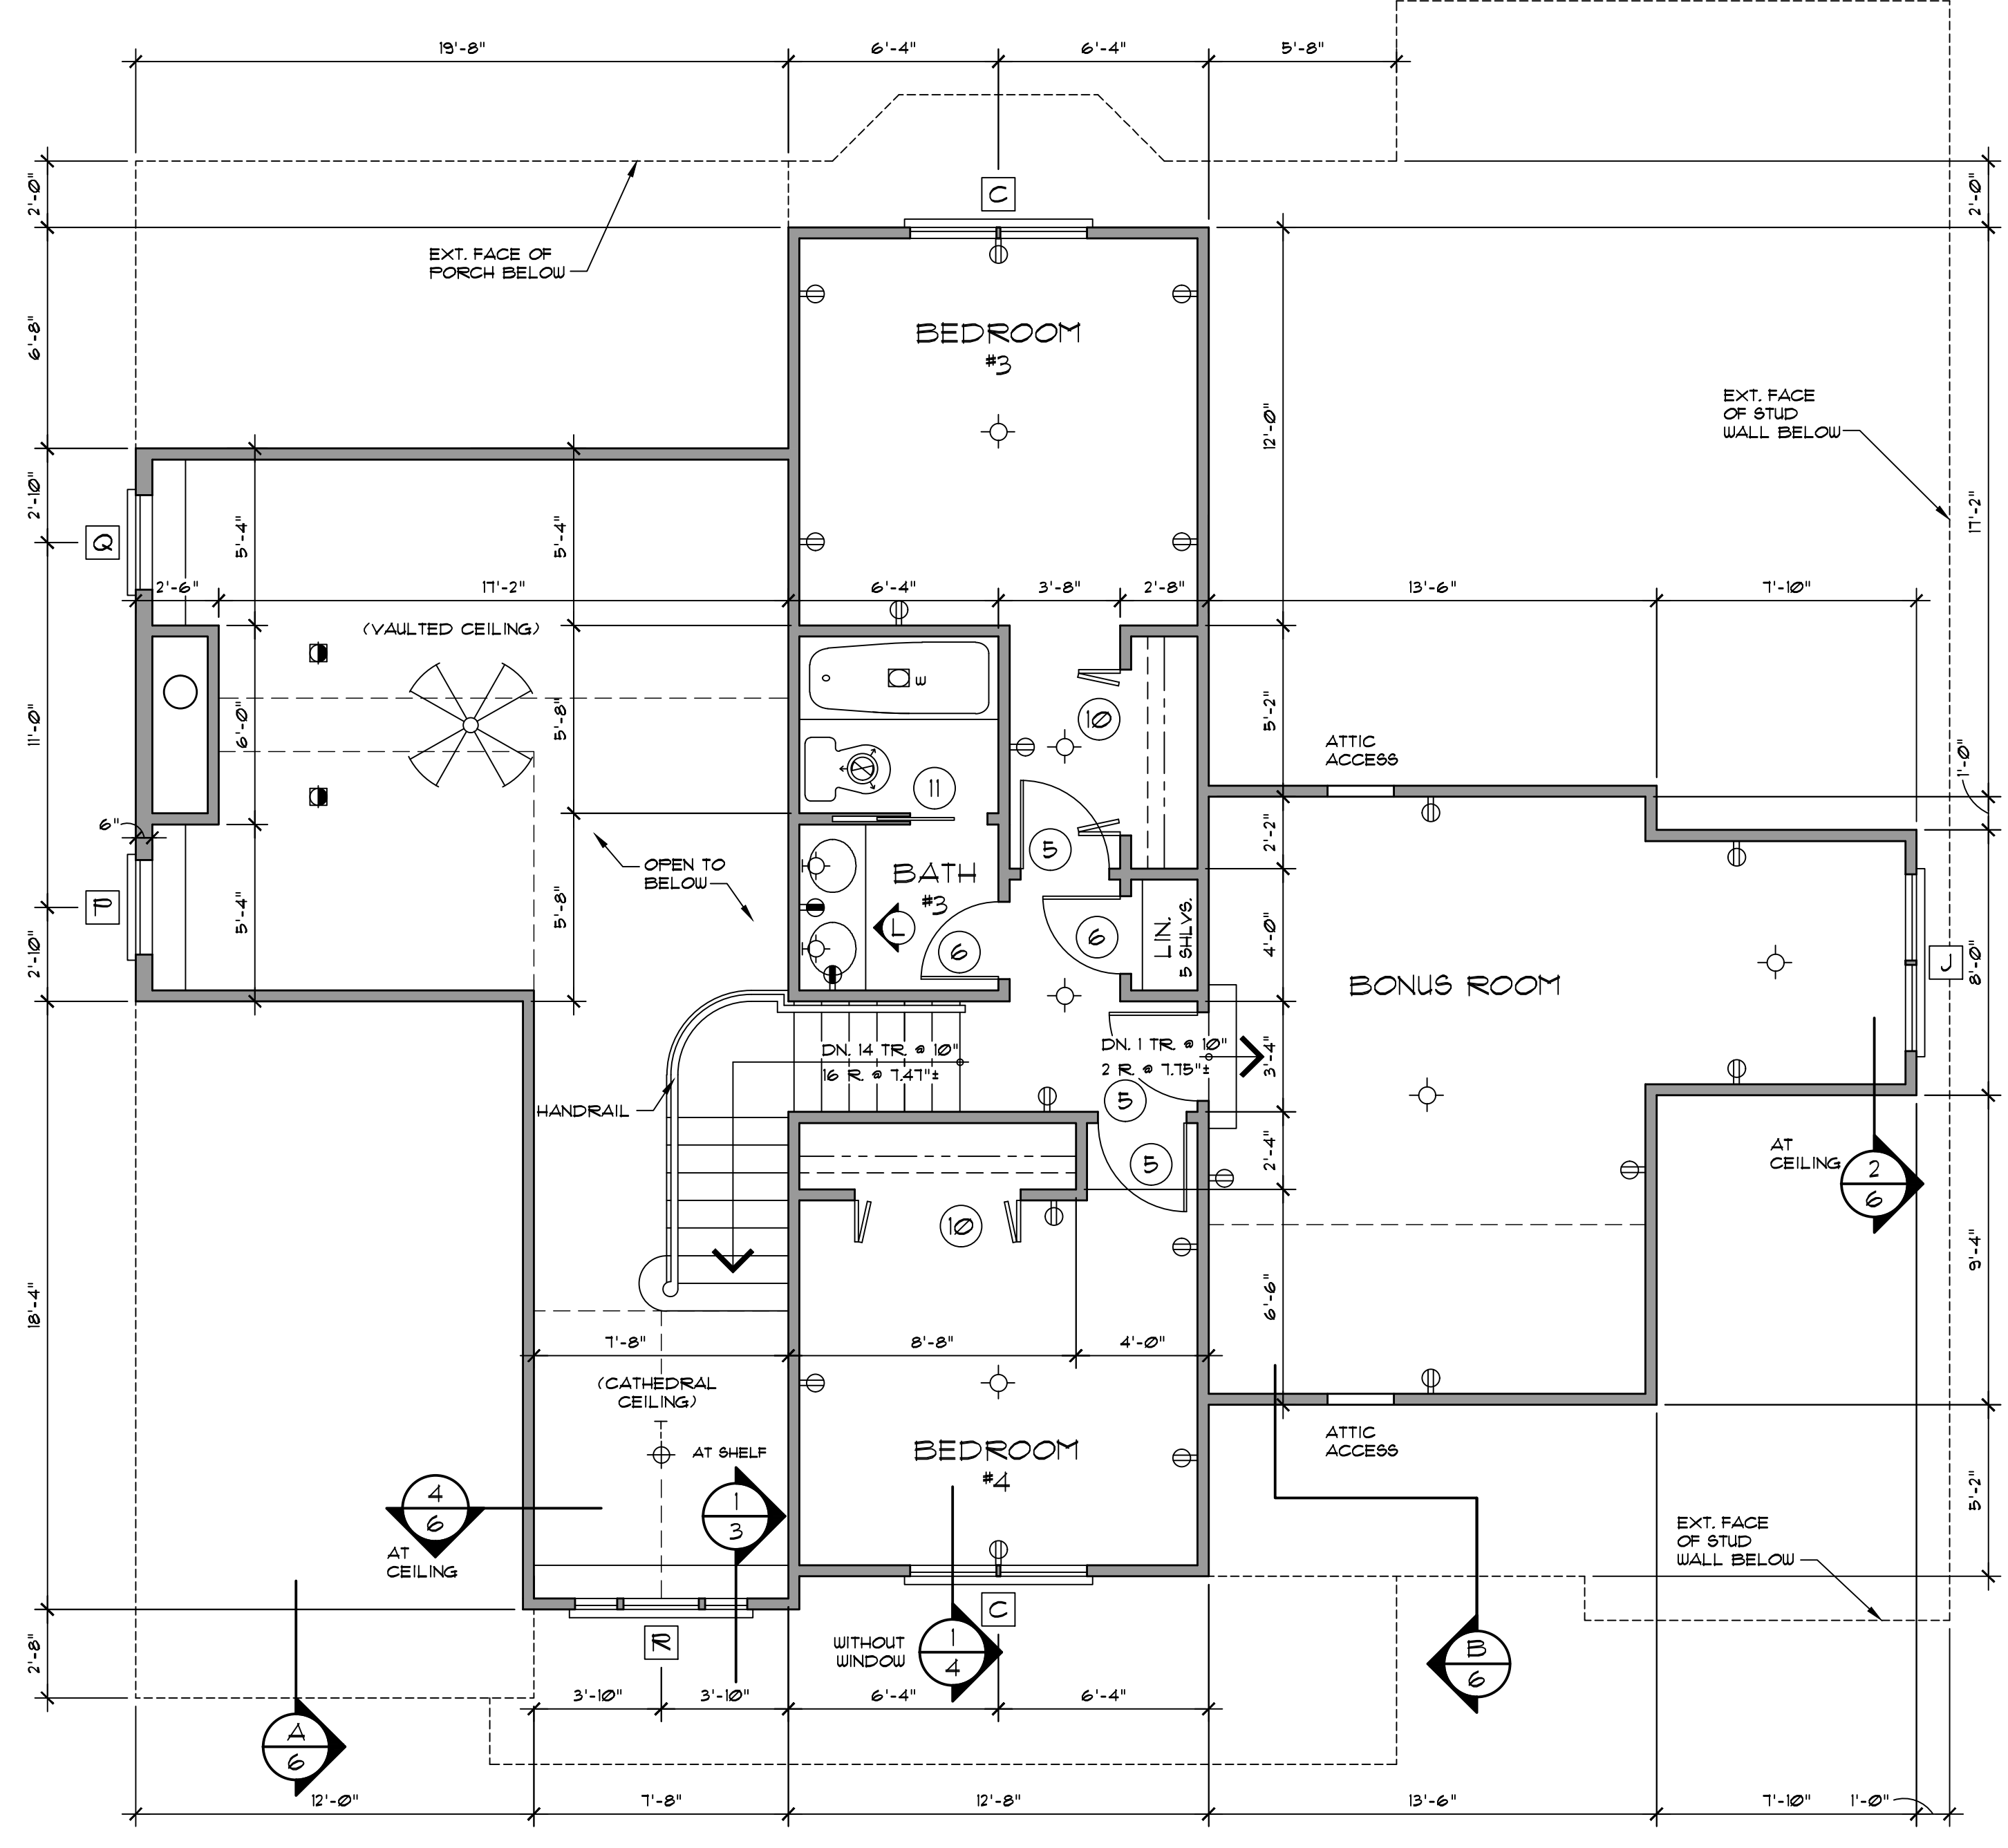 19'-8"
6'-4"
6'-4"
5'-8"
2'-0"
2'-0"
C
EXT. FACE OF
PORCH BELOW
6'-8"
BEDROOM
#3
12'-0"
EXT. FACE
OF STUD
WALL BELOW
2'-10"
17'-2"
Q
5'-4"
5'-4"
2'-6"
17'-2"
6'-4"
3'-8"
2'-8"
13'-6"
7'-10"
(VAULTED CEILING)
W
11'-0"
6'-0"
5'-8"
10
5'-2"
ATTIC
ACCESS
1'-0"
11
6"
2'-2"
5
OPEN TO
BELOW
BATH
#3
P
5'-4"
5'-8"
L
6
6
LIN.
5 SHLVS.
4'-0"
2'-10"
BONUS ROOM
J
8'-0"
DN. 14 TR. @ 10"
16 R. @ 7.47"±
DN. 1 TR. @ 10"
2 R. @ 7.75"±
3'-4"
HANDRAIL
5
5
2'-4"
AT
CEILING
2
6
10
18'-4"
6'-6"
9'-4"
7'-8"
8'-8"
4'-0"
(CATHEDRAL
CEILING)
AT SHELF
BEDROOM
#4
ATTIC
ACCESS
4
6
AT
CEILING
1
3
5'-2"
EXT. FACE
OF STUD
WALL BELOW
2'-8"
R
C
WITHOUT
WINDOW
1
4
B
6
3'-10"
3'-10"
6'-4"
6'-4"
A
6
12'-0"
7'-8"
12'-8"
13'-6"
7'-10"
1'-0"